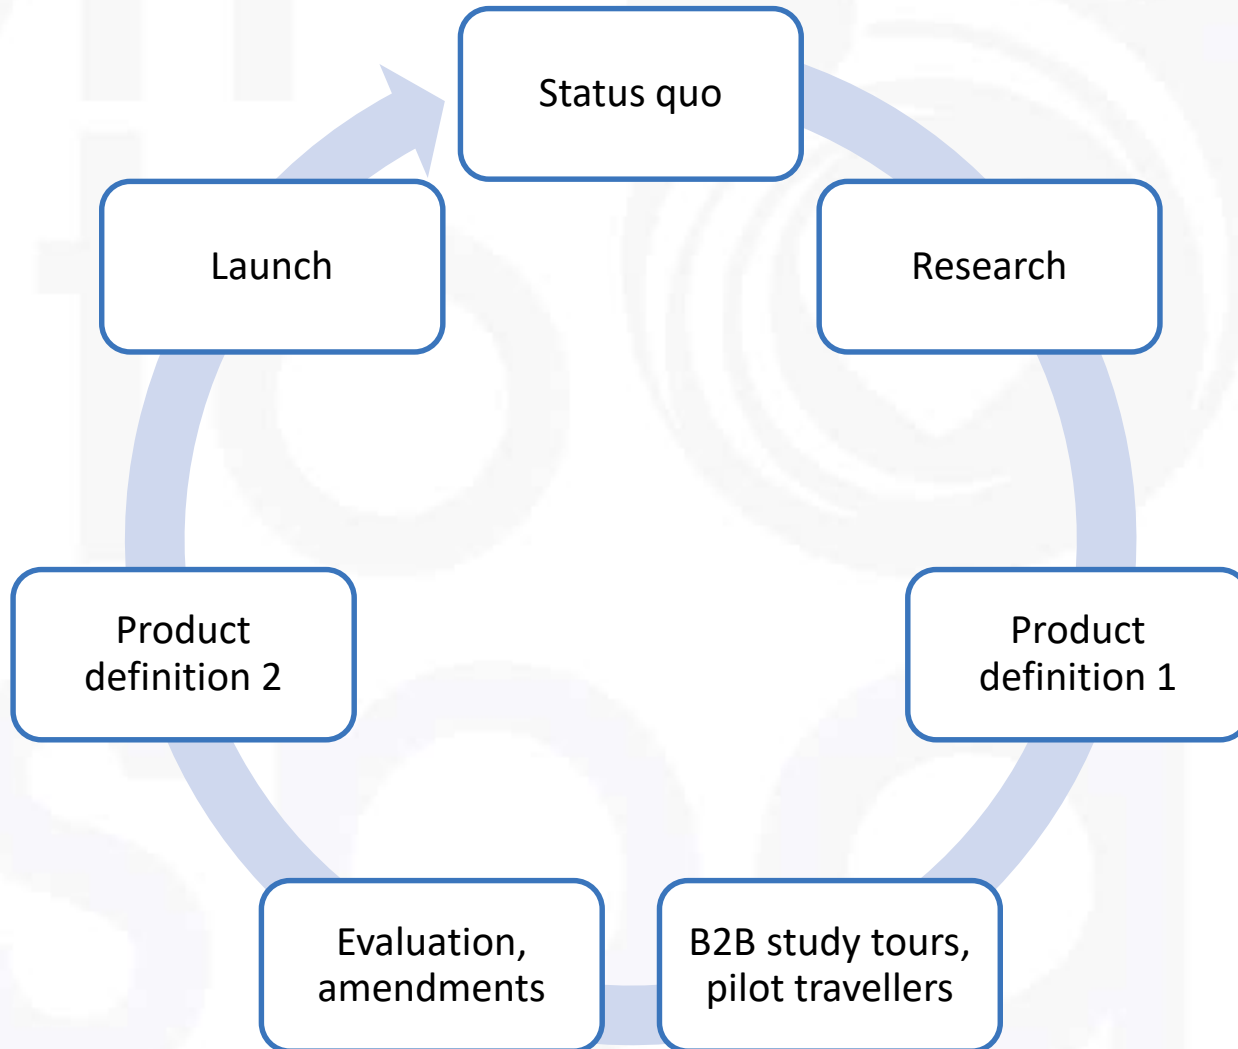 Status quo
Research
Product
definition 1
B2B study tours,
pilot travellers
Evaluation,
amendments
Product
definition 2
Launch